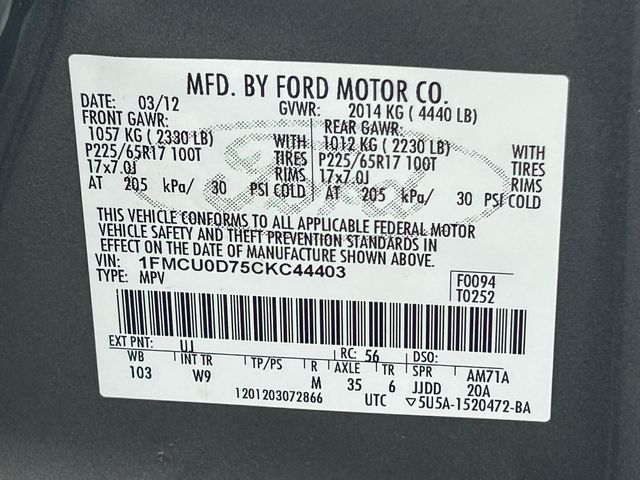 MFD. BY FORD MOTOR CO.
DATE: 03/12 GVWR: 2014 KG ( 4440 LB)
FRONT GAWR: REAR GAWR:
1057 KG ( 2330 LB) WITH 1012 KG ( 2230 LB) WITH
P225/65R17 100T TIRES P225/65R17 100T TIRES
17x7.0J RIMS 17x7.0J RIMS
AT 205 kPa/ 30 PSI COLD AT 205 kPa/ 30 PSI COLD
THIS VEHICLE CONFORMS TO ALL APPLICABLE FEDERAL MOTOR
VEHICLE SAFETY AND THEFT PREVENTION STANDARDS IN
EFFECT ON THE DATE OF MANUFACTURE SHOWN ABOVE.
VIN: 1FMCU0D75CKC44403 F0094
TYPE: MPV T0252
EXT PNT: UJ RC: 56 DSO:
WB INT TR TP/PS R AXLE TR SPR AM71A
103 W9 M 35 6 JJDD 20A
1201203072866 UTC ▽5U5A-1520472-BA